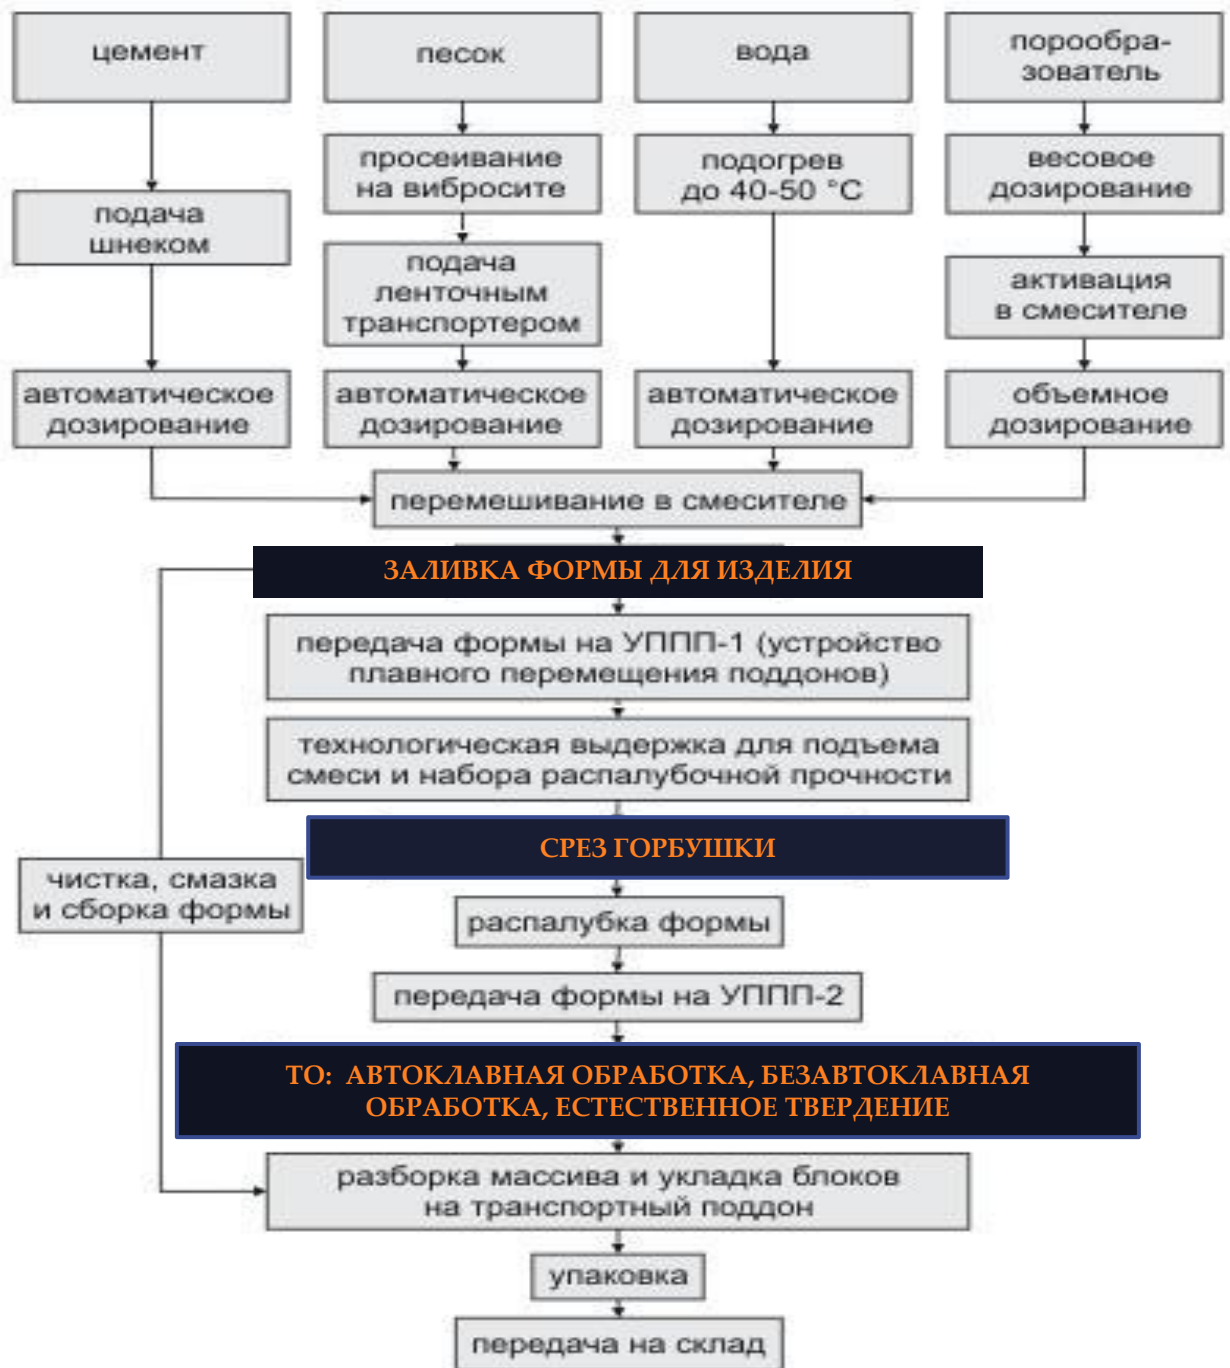 цемент
песок
вода
порообра-
зователь
просеивание
на вибросите
подогрев
до 40-50 °С
весовое
дозирование
подача
шнеком
подача
ленточным
транспортером
активация
в смесителе
автоматическое
дозирование
автоматическое
дозирование
автоматическое
дозирование
объемное
дозирование
перемешивание в смесителе
ЗАЛИВКА ФОРМЫ ДЛЯ ИЗДЕЛИЯ
передача формы на УППП-1 (устройство
плавного перемещения поддонов)
технологическая выдержка для подъема
смеси и набора распалубочной прочности
СРЕЗ ГОРБУШКИ
чистка, смазка
и сборка формы
распалубка формы
передача формы на УППП-2
ТО: АВТОКЛАВНАЯ ОБРАБОТКА, БЕЗАВТОКЛАВНАЯ
ОБРАБОТКА, ЕСТЕСТВЕННОЕ ТВЕРДЕНИЕ
разборка массива и укладка блоков
на транспортный поддон
упаковка
передача на склад